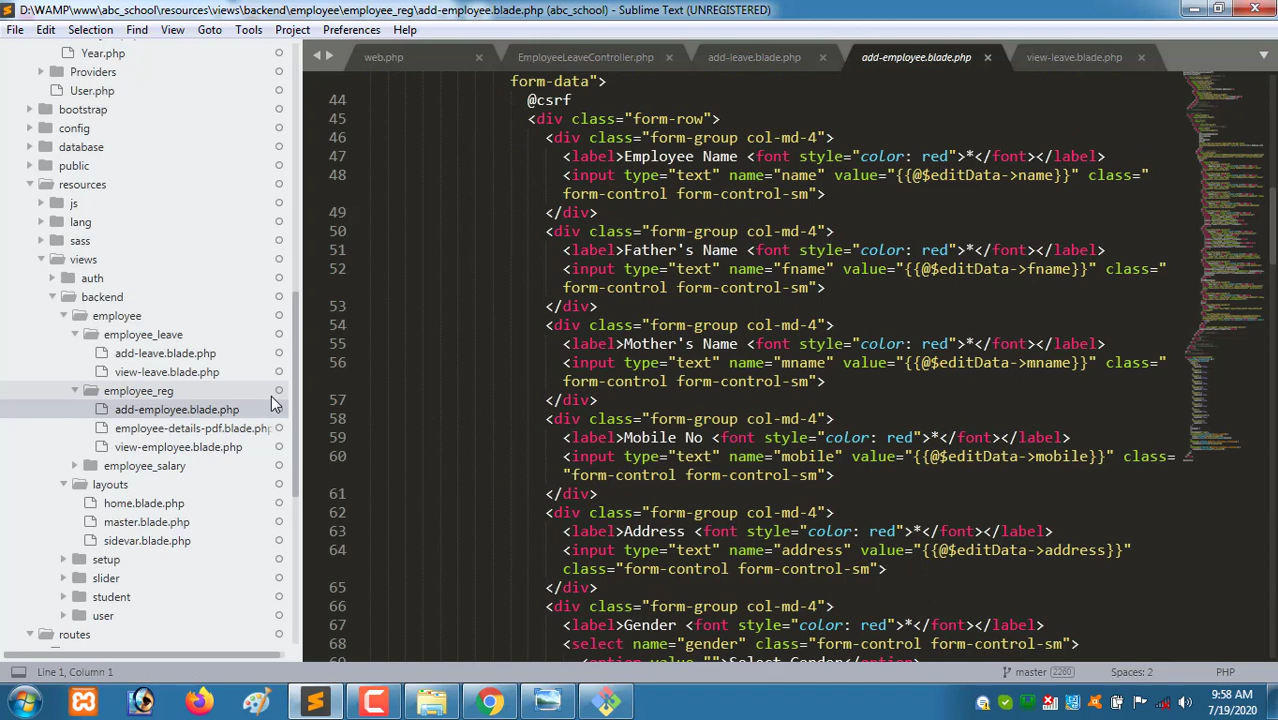 D:\WAMP\www\abc_school\resources\views\backend\employee\employee_reg\add-employee.blade.php (abc_school) - Sublime Text (UNREGISTERED)
File Edit Selection Find View Goto Tools Project Preferences Help
Year.php
Providers
User.php
bootstrap
config
database
public
resources
js
lang
sass
views
auth
backend
employee
employee_leave
add-leave.blade.php
view-leave.blade.php
employee_reg
add-employee.blade.php
employee-details-pdf.blade.php
view-employee.blade.php
employee_salary
layouts
home.blade.php
master.blade.php
sidevar.blade.php
setup
slider
student
user
routes
web.php EmployeeLeaveController.php add-leave.blade.php add-employee.blade.php view-leave.blade.php
form-data">
44 @csrf
45 <div class="form-row">
46 <div class="form-group col-md-4">
47 <label>Employee Name <font style="color: red">*</font></label>
48 <input type="text" name="name" value="{{@$editData->name}}" class="
form-control form-control-sm">
49 </div>
50 <div class="form-group col-md-4">
51 <label>Father's Name <font style="color: red">*</font></label>
52 <input type="text" name="fname" value="{{@$editData->fname}}" class="
form-control form-control-sm">
53 </div>
54 <div class="form-group col-md-4">
55 <label>Mother's Name <font style="color: red">*</font></label>
56 <input type="text" name="mname" value="{{@$editData->mname}}" class="
form-control form-control-sm">
57 </div>
58 <div class="form-group col-md-4">
59 <label>Mobile No <font style="color: red">*</font></label>
60 <input type="text" name="mobile" value="{{@$editData->mobile}}" class=
"form-control form-control-sm">
61 </div>
62 <div class="form-group col-md-4">
63 <label>Address <font style="color: red">*</font></label>
64 <input type="text" name="address" value="{{@$editData->address}}"
class="form-control form-control-sm">
65 </div>
66 <div class="form-group col-md-4">
67 <label>Gender <font style="color: red">*</font></label>
68 <select name="gender" class="form-control form-control-sm">
69 <option value="">Select Gender</option>
Line 1, Column 1 master 2260 Spaces: 2 PHP
9:58 AM
7/19/2020